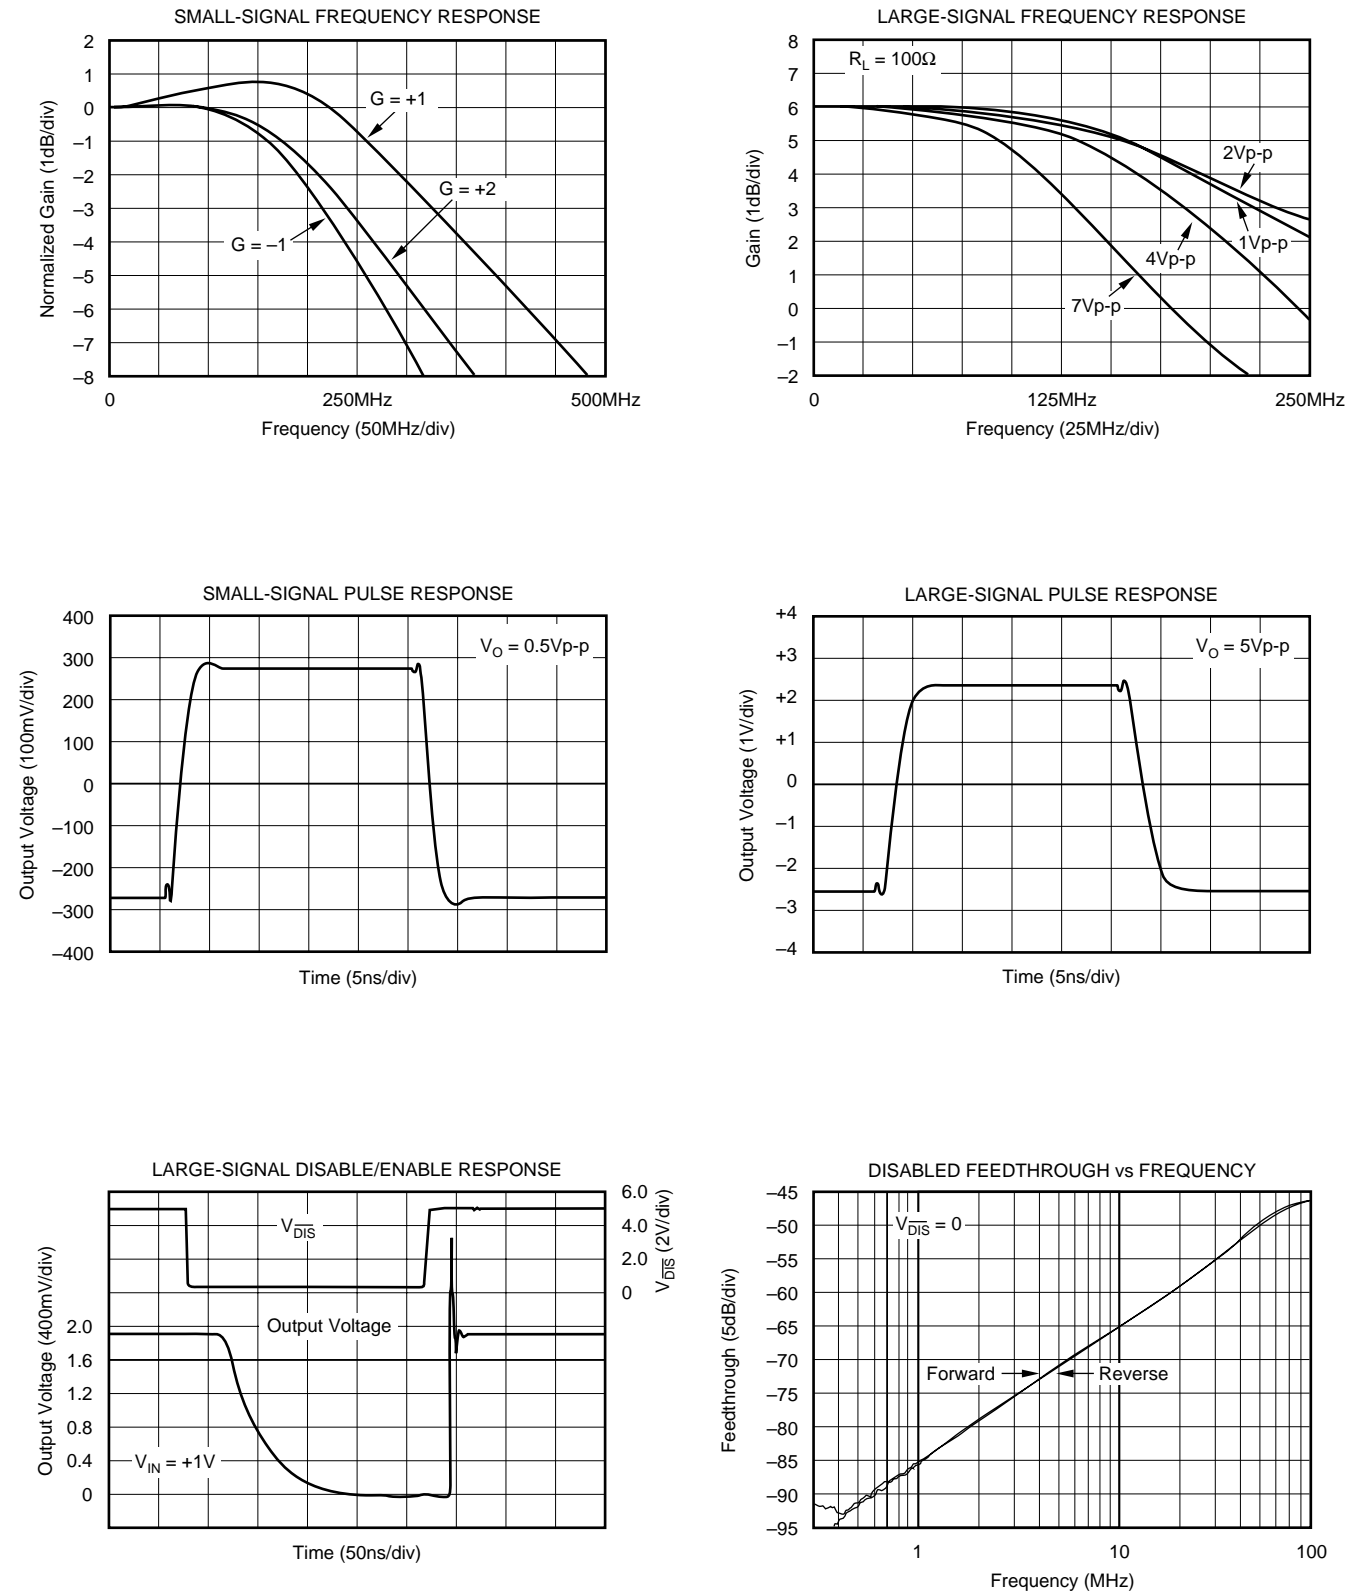 SMALL-SIGNAL FREQUENCY RESPONSE
Normalized Gain (1dB/div)
2
1
0
–1
–2
–3
–4
–5
–6
–7
–8
G = +1
G = +2
G = –1
0
250MHz
500MHz
Frequency (50MHz/div)
LARGE-SIGNAL FREQUENCY RESPONSE
Gain (1dB/div)
8
7
6
5
4
3
2
1
0
–1
–2
RL = 100Ω
2Vp-p
1Vp-p
4Vp-p
7Vp-p
0
125MHz
250MHz
Frequency (25MHz/div)
SMALL-SIGNAL PULSE RESPONSE
Output Voltage (100mV/div)
400
300
200
100
0
–100
–200
–300
–400
VO = 0.5Vp-p
Time (5ns/div)
LARGE-SIGNAL PULSE RESPONSE
Output Voltage (1V/div)
+4
+3
+2
+1
0
–1
–2
–3
–4
VO = 5Vp-p
Time (5ns/div)
LARGE-SIGNAL DISABLE/ENABLE RESPONSE
Output Voltage (400mV/div)
2.0
1.6
1.2
0.8
0.4
0
VDIS
Output Voltage
VIN = +1V
6.0
4.0
2.0
0
VDIS (2V/div)
Time (50ns/div)
DISABLED FEEDTHROUGH vs FREQUENCY
Feedthrough (5dB/div)
–45
–50
–55
–60
–65
–70
–75
–80
–85
–90
–95
VDIS = 0
Forward
Reverse
1
10
100
Frequency (MHz)